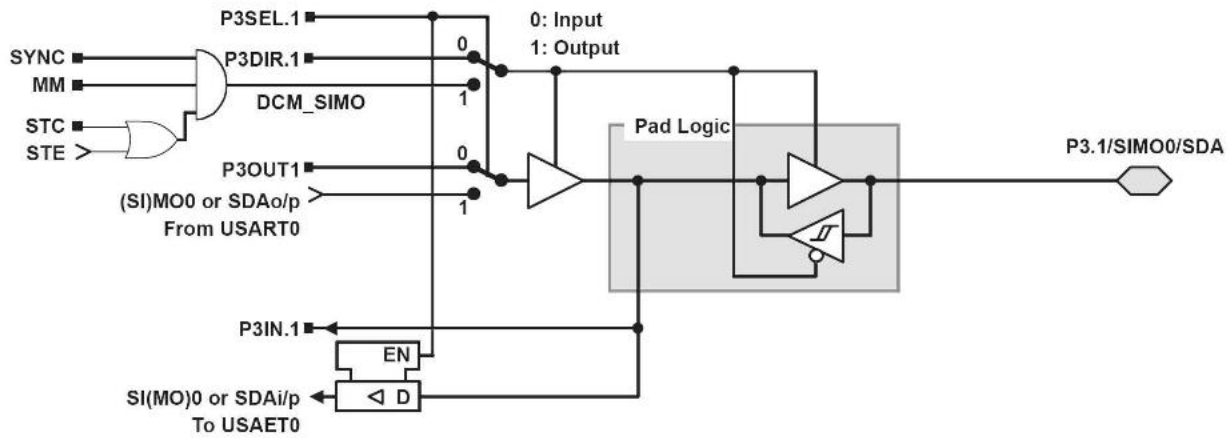 P3SEL.1
0: Input
1: Output
SYNC
P3DIR.1
0
MM
1
DCM_SIMO
STC
STE
Pad Logic
P3.1/SIMO0/SDA
P3OUT1
0
(SI)MO0 or SDAo/p
1
From USART0
P3IN.1
EN
SI(MO)0 or SDAi/p
D
To USAET0